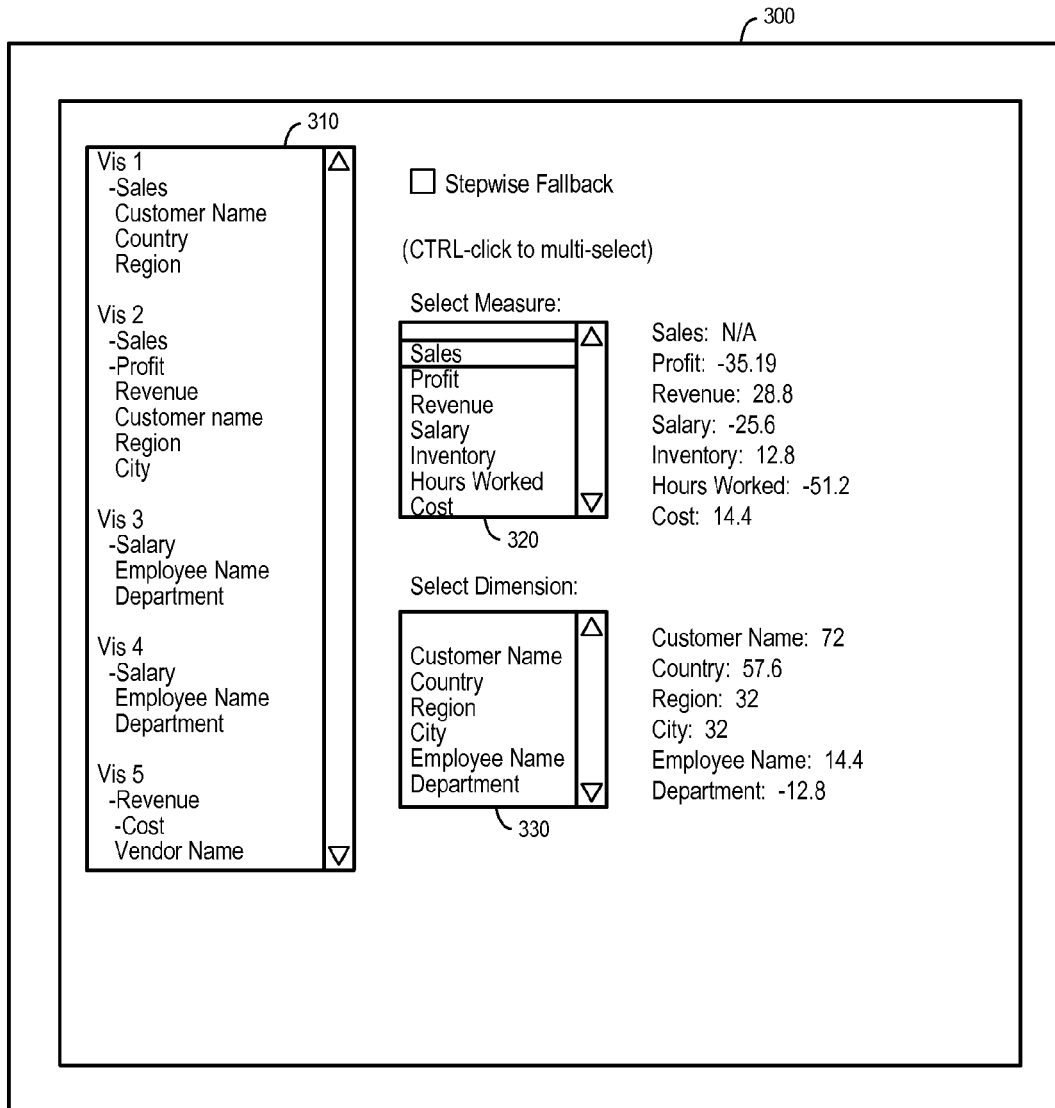 300
310
Vis 1
-Sales
Customer Name
Country
Region
Vis 2
-Sales
-Profit
Revenue
Customer name
Region
City
Vis 3
-Salary
Employee Name
Department
Vis 4
-Salary
Employee Name
Department
Vis 5
-Revenue
-Cost
Vendor Name
Stepwise Fallback
(CTRL-click to multi-select)
Select Measure:
Sales
Profit
Revenue
Salary
Inventory
Hours Worked
Cost
320
Sales: N/A
Profit: -35.19
Revenue: 28.8
Salary: -25.6
Inventory: 12.8
Hours Worked: -51.2
Cost: 14.4
Select Dimension:
Customer Name
Country
Region
City
Employee Name
Department
330
Customer Name: 72
Country: 57.6
Region: 32
City: 32
Employee Name: 14.4
Department: -12.8